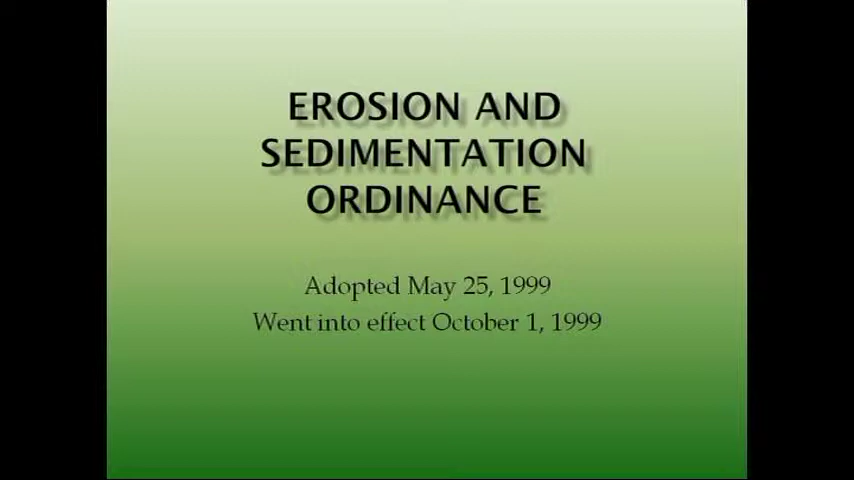 EROSION AND
SEDIMENTATION
ORDINANCE
Adopted May 25, 1999
Went into effect October 1, 1999